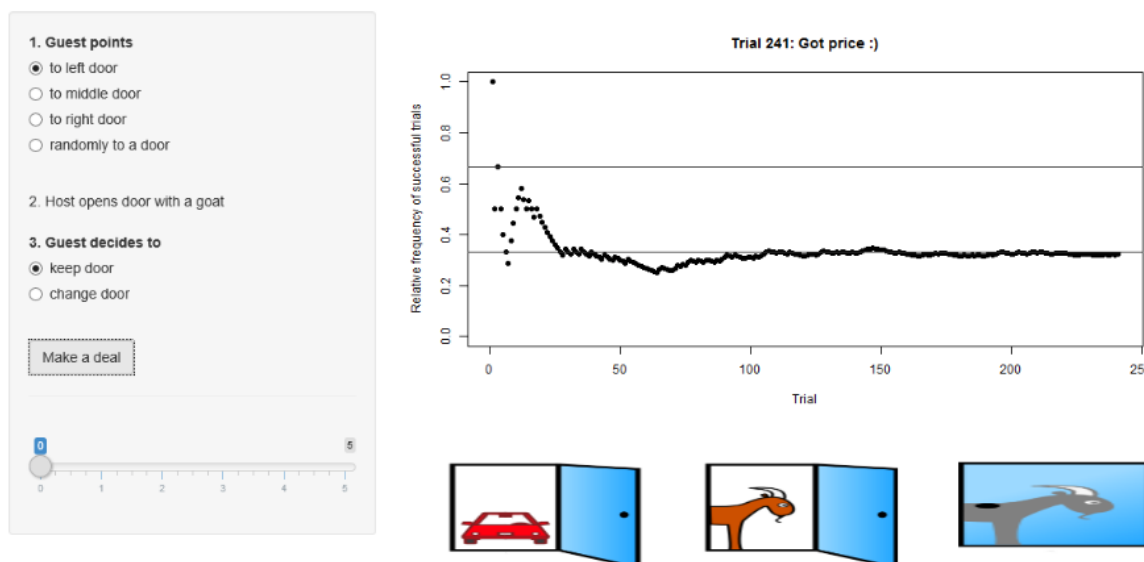 1. Guest points
to left door
to middle door
to right door
randomly to a door
2. Host opens door with a goat
3. Guest decides to
keep door
change door
Make a deal
0
5
0
1
2
3
4
5
Trial 241: Got price :)
Relative frequency of successful trials
1.0
0.8
0.6
0.4
0.2
0.0
0
50
100
150
200
25
Trial